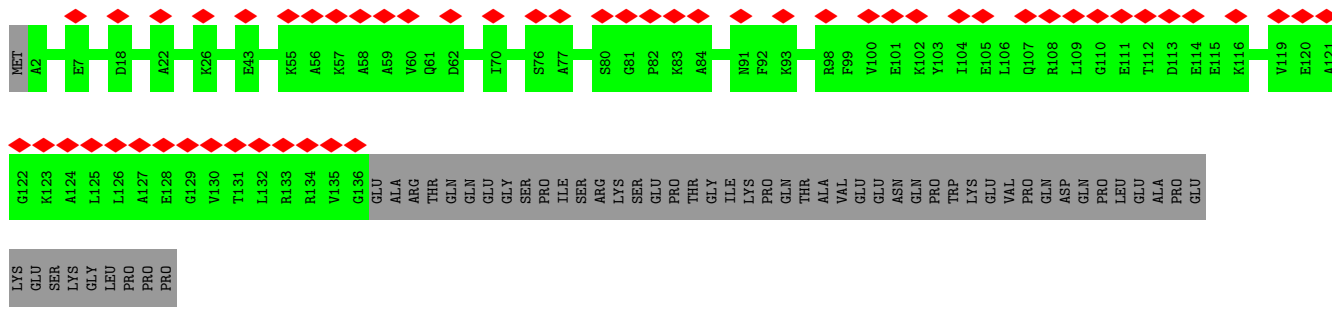 MET A2 E7 D18 A22 K26 E43 K55 A56 K57 A58 A59 V60 Q61 D62 I70 S76 A77 S80 G81 P82 K83 A84 N91 F92 K93 R98 F99 V100 E101 K102 Y103 I104 E105 L106 Q107 R108 L109 G110 E111 T112 D113 E114 E115 K116 V119 E120 A121
G122 K123 A124 L125 L126 A127 E128 G129 V130 T131 L132 R133 R134 V135 G136 GLU ALA ARG THR GLN GLN GLU GLY SER PRO ILE SER ARG LYS SER GLU PRO THR GLY ILE LYS PRO GLN THR ALA VAL GLU GLU ASN GLN PRO TRP LYS GLU VAL PRO GLN ASP GLN PRO LEU GLU ALA PRO GLU
LYS GLU SER LYS GLY LEU PRO PRO PRO